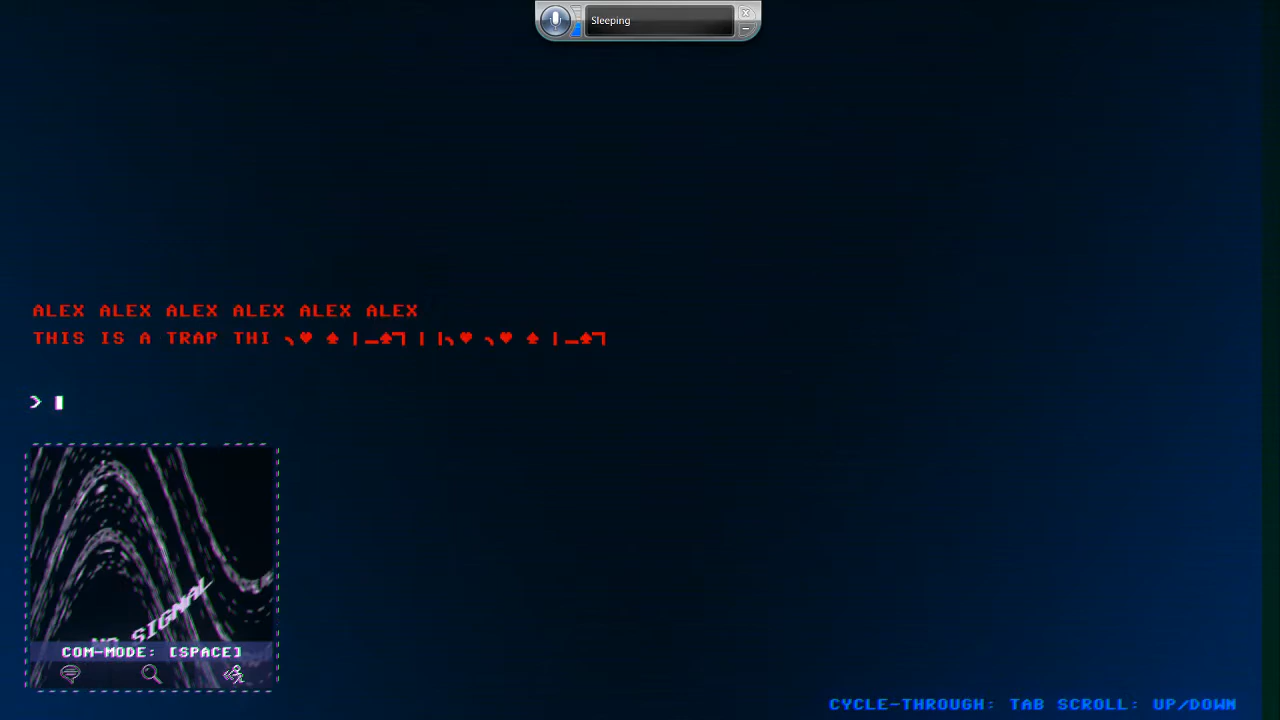 Sleeping
ALEX ALEX ALEX ALEX ALEX ALEX
THIS IS A TRAP THI ♥ ♠ | _♠ | | ♥ ♥ ♠ | _♠
>
NO SIGNAL
COM-MODE: [SPACE]
CYCLE-THROUGH: TAB SCROLL: UP/DOWN